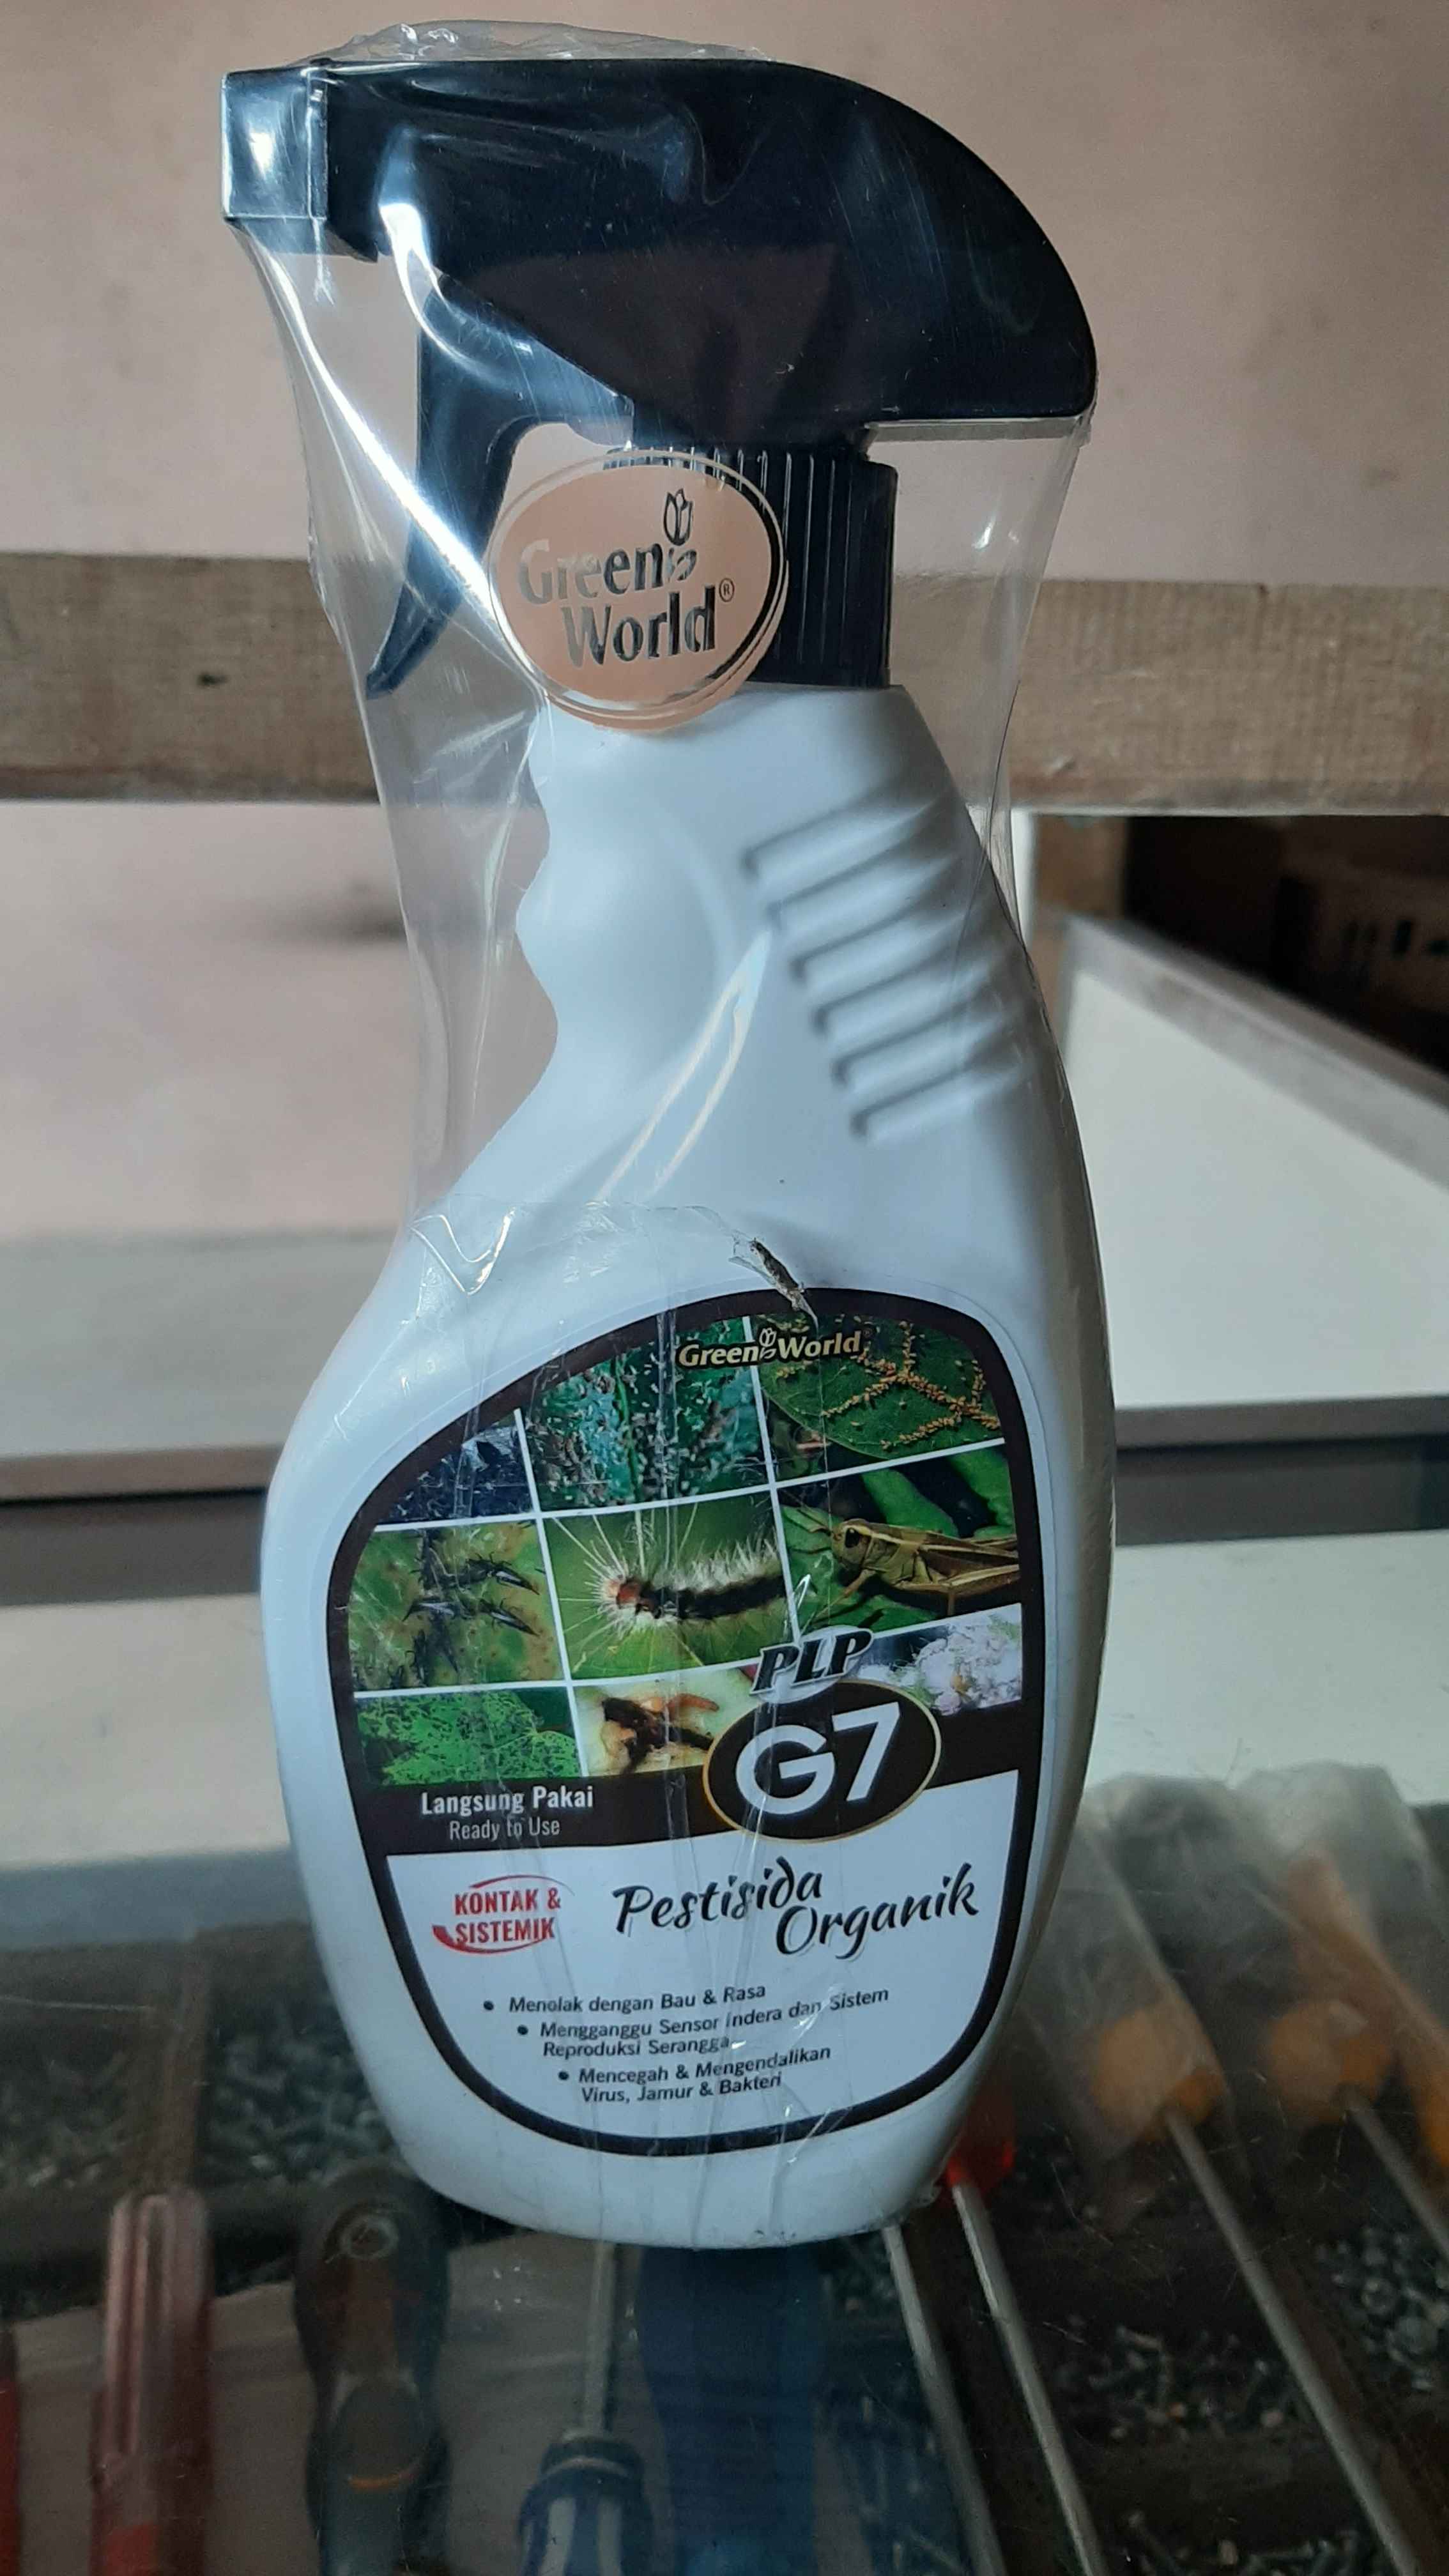 Green
World®
Green World
PLP
G7
Langsung Pakai
Ready to Use
KONTAK &
SISTEMIK
Pestisida
Organik
• Menolak dengan Bau & Rasa
• Mengganggu Sensor Indera dan Sistem
Reproduksi Serangga
• Mencegah & Mengendalikan
Virus, Jamur & Bakteri